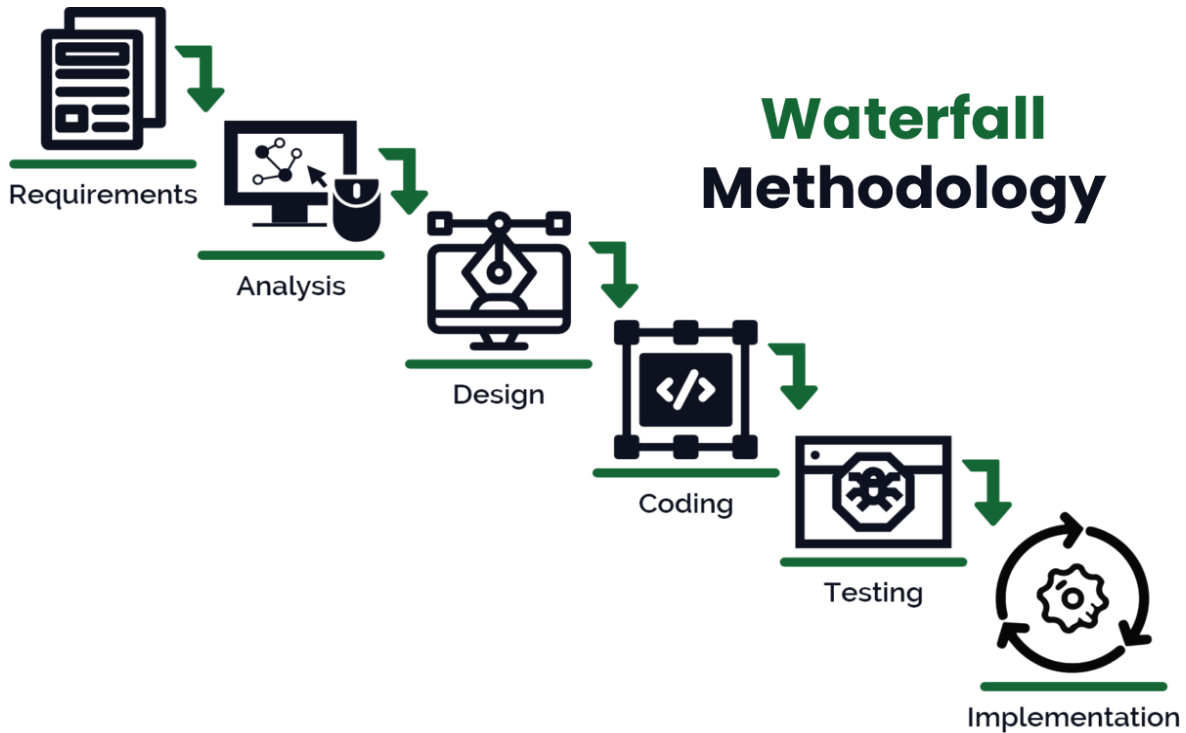 Waterfall
Methodology
Requirements
Analysis
Design
</>
Coding
Testing
Implementation